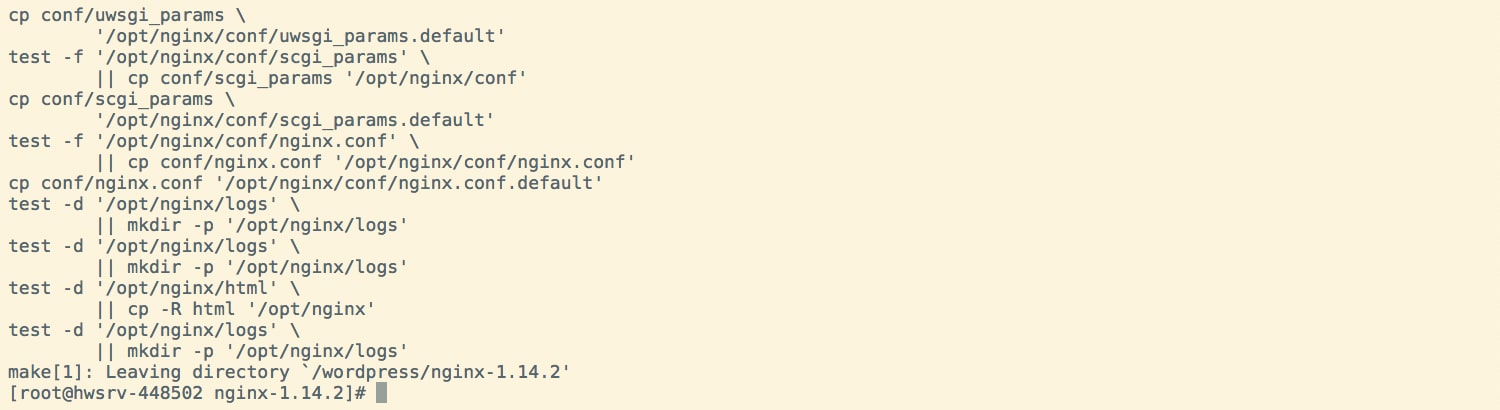 cp conf/uwsgi_params \
        '/opt/nginx/conf/uwsgi_params.default'
test -f '/opt/nginx/conf/scgi_params' \
        || cp conf/scgi_params '/opt/nginx/conf'
cp conf/scgi_params \
        '/opt/nginx/conf/scgi_params.default'
test -f '/opt/nginx/conf/nginx.conf' \
        || cp conf/nginx.conf '/opt/nginx/conf/nginx.conf'
cp conf/nginx.conf '/opt/nginx/conf/nginx.conf.default'
test -d '/opt/nginx/logs' \
        || mkdir -p '/opt/nginx/logs'
test -d '/opt/nginx/logs' \
        || mkdir -p '/opt/nginx/logs'
test -d '/opt/nginx/html' \
        || cp -R html '/opt/nginx'
test -d '/opt/nginx/logs' \
        || mkdir -p '/opt/nginx/logs'
make[1]: Leaving directory `/wordpress/nginx-1.14.2'
[root@hwsrv-448502 nginx-1.14.2]#